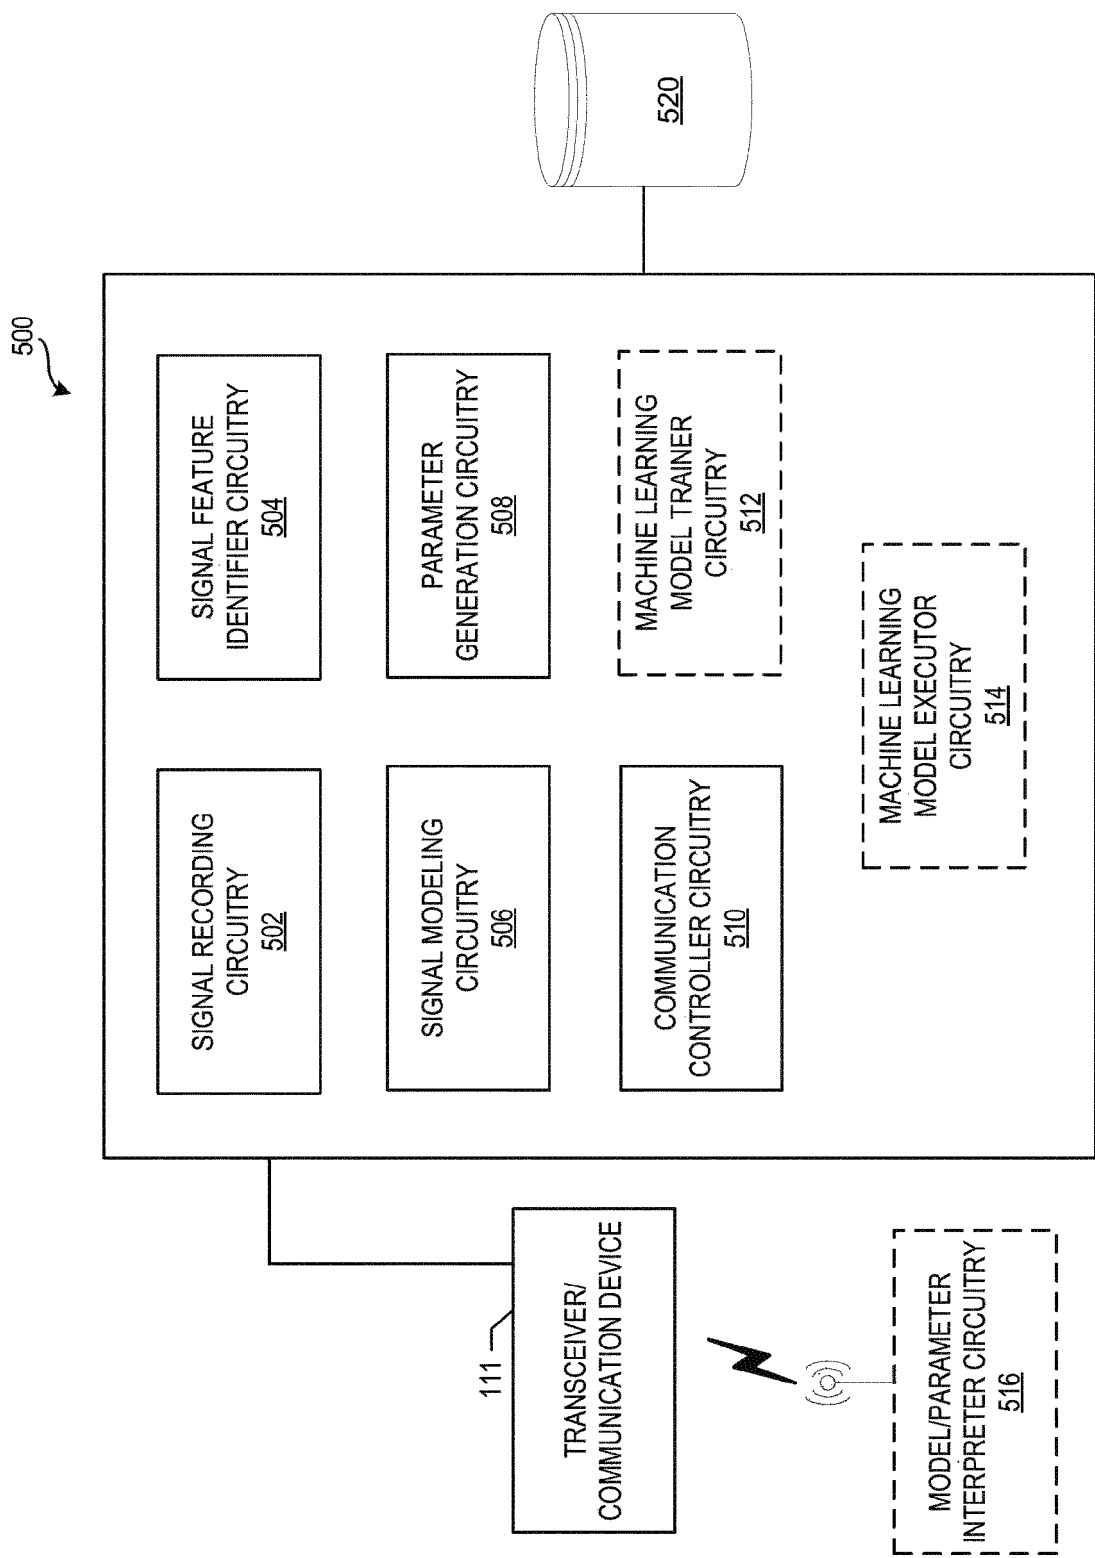 500
SIGNAL RECORDING
CIRCUITRY
502
SIGNAL FEATURE
IDENTIFIER CIRCUITRY
504
SIGNAL MODELING
CIRCUITRY
506
PARAMETER
GENERATION CIRCUITRY
508
COMMUNICATION
CONTROLLER CIRCUITRY
510
MACHINE LEARNING
MODEL TRAINER
CIRCUITRY
512
MACHINE LEARNING
MODEL EXECUTOR
CIRCUITRY
514
520
111
TRANSCEIVER/
COMMUNICATION DEVICE
MODEL/PARAMETER
INTERPRETER CIRCUITRY
516